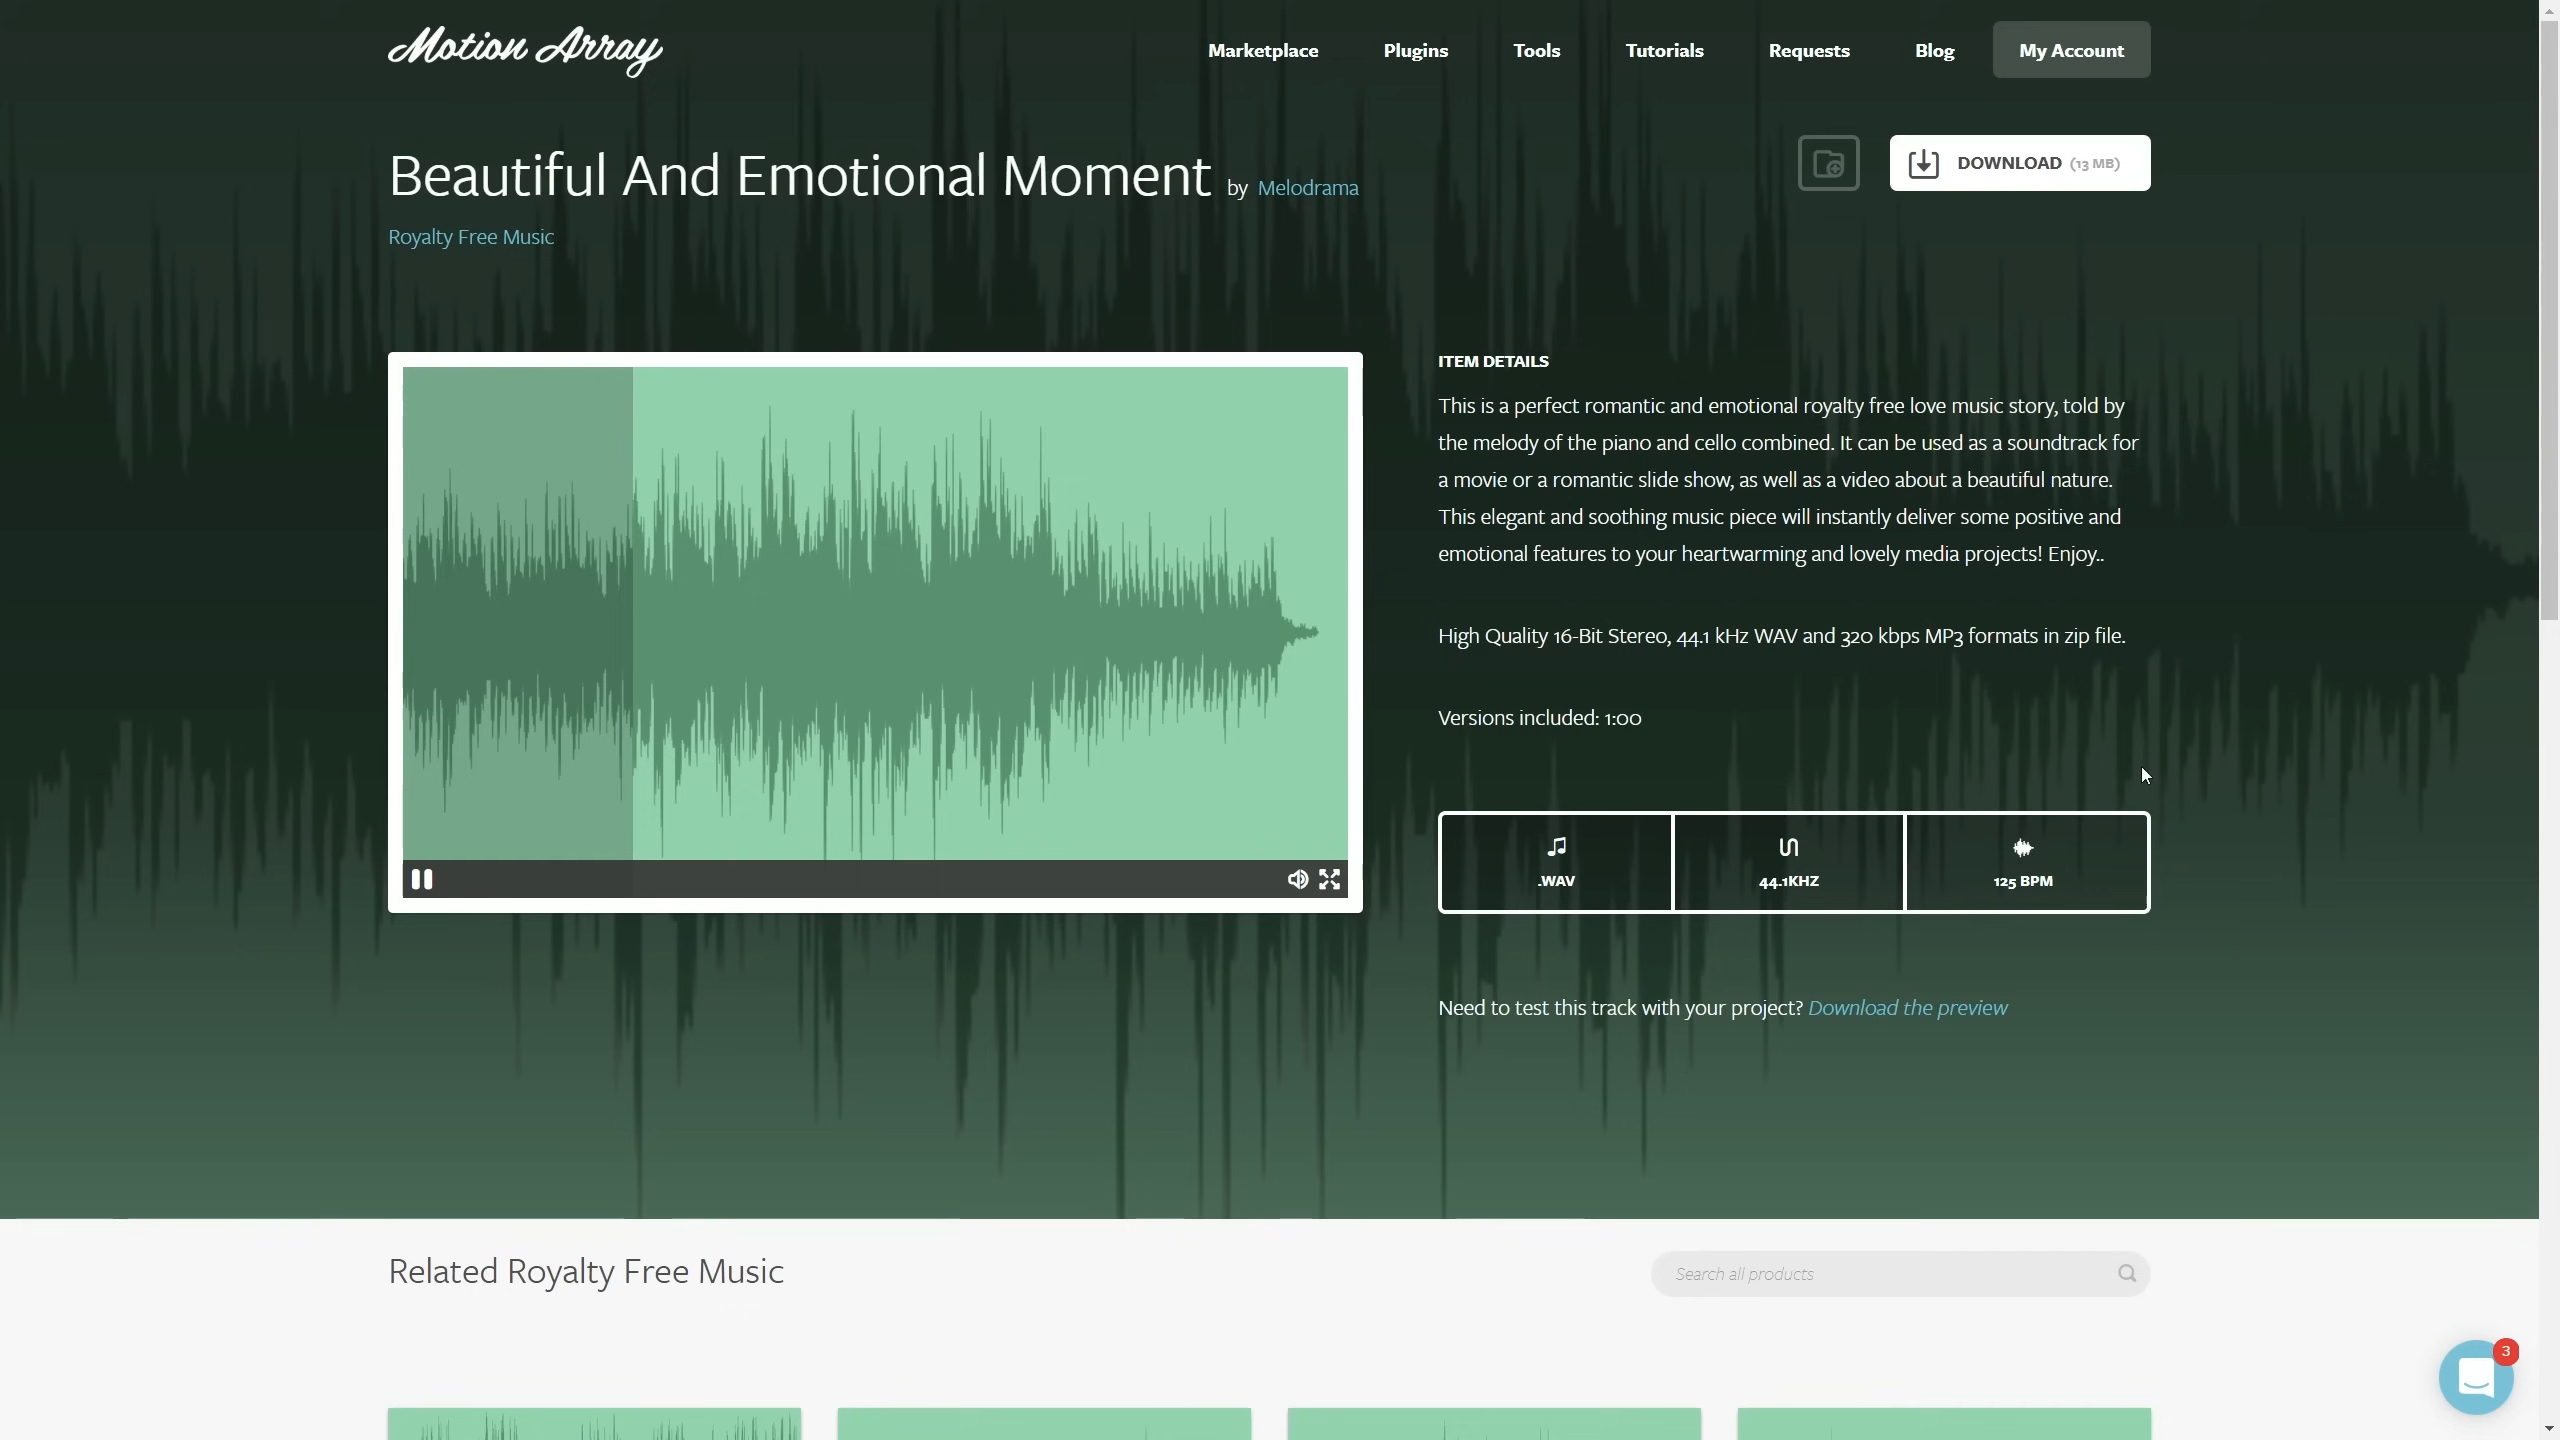 Motion Array
Marketplace Plugins Tools Tutorials Requests Blog My Account
Beautiful And Emotional Moment by Melodrama
DOWNLOAD (13 MB)
Royalty Free Music
ITEM DETAILS
This is a perfect romantic and emotional royalty free love music story, told by
the melody of the piano and cello combined. It can be used as a soundtrack for
a movie or a romantic slide show, as well as a video about a beautiful nature.
This elegant and soothing music piece will instantly deliver some positive and
emotional features to your heartwarming and lovely media projects! Enjoy..
High Quality 16-Bit Stereo, 44.1 kHz WAV and 320 kbps MP3 formats in zip file.
Versions included: 1:00
.WAV 44.1KHZ 125 BPM
Need to test this track with your project? Download the preview
Related Royalty Free Music
Search all products
3